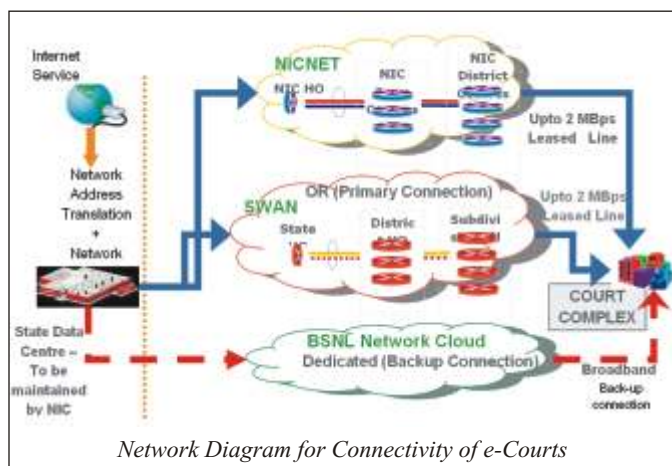 Internet
Service
Network
Address
Translation
+
Network
State Data
Centre –
To be
maintained
by NIC
NICNET
NIC HO
NIC
NIC
District
Upto 2 MBps
Leased Line
OR (Primary Connection)
SWAN
State
Distric
Subdivi
Upto 2 MBps
Leased Line
COURT
COMPLEX
BSNL Network Cloud
Dedicated (Backup Connection)
Broadband
Back-up
connection
Network Diagram for Connectivity of e-Courts